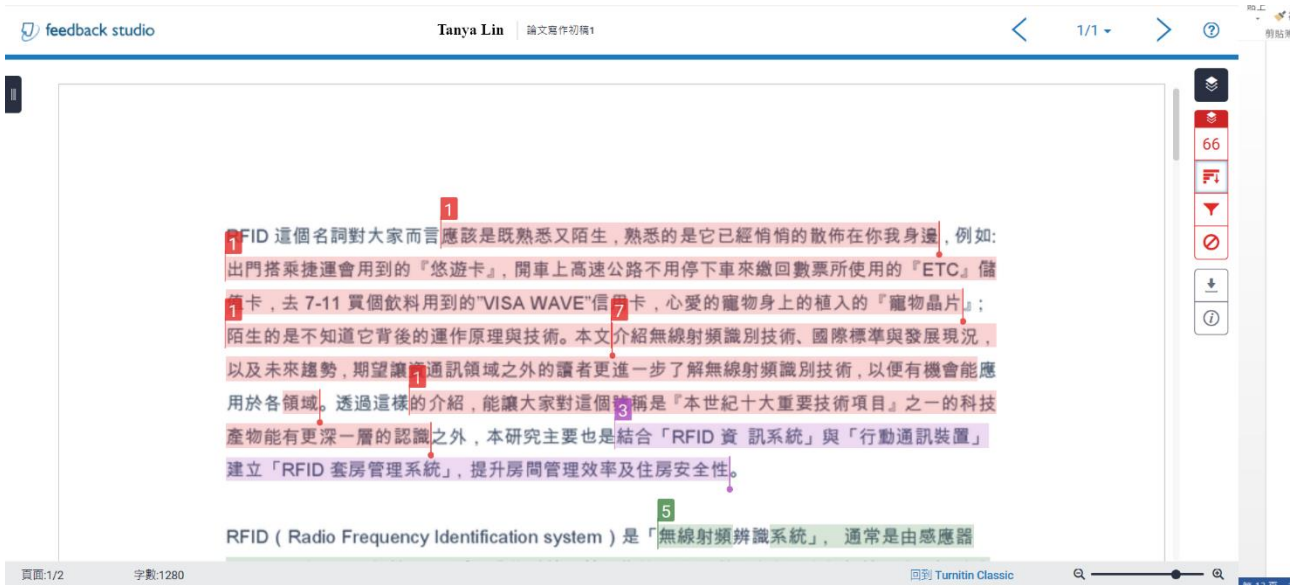 feedback studio
Tanya Lin
論文寫作初稿1
1/1
66
1
RFID 這個名詞對大家而言應該是既熟悉又陌生，熟悉的是它已經悄悄的散佈在你我身邊，例如:
1
出門搭乘捷運會用到的『悠遊卡』，開車上高速公路不用停下車來繳回數票所使用的『ETC』儲
值卡，去 7-11 買個飲料用到的"VISA WAVE"信用卡，心愛的寵物身上的植入的『寵物晶片』；
1
7
陌生的是不知道它背後的運作原理與技術。本文介紹無線射頻識別技術、國際標準與發展現況，
以及未來趨勢，期望讓資通訊領域之外的讀者更進一步了解無線射頻識別技術，以便有機會能應
1
用於各領域。透過這樣的介紹，能讓大家對這個號稱是『本世紀十大重要技術項目』之一的科技
3
產物能有更深一層的認識之外，本研究主要也是結合「RFID 資 訊系統」與「行動通訊裝置」
建立「RFID 套房管理系統」，提升房間管理效率及住房安全性。
5
RFID（Radio Frequency Identification system）是「無線射頻辨識系統」， 通常是由感應器
頁面:1/2
字數:1280
回到 Turnitin Classic